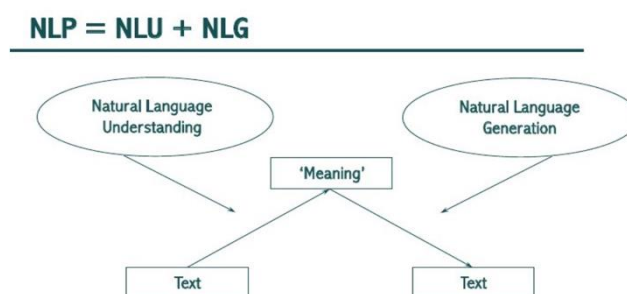 NLP = NLU + NLG
Natural Language
Understanding
Natural Language
Generation
‘Meaning’
Text
Text